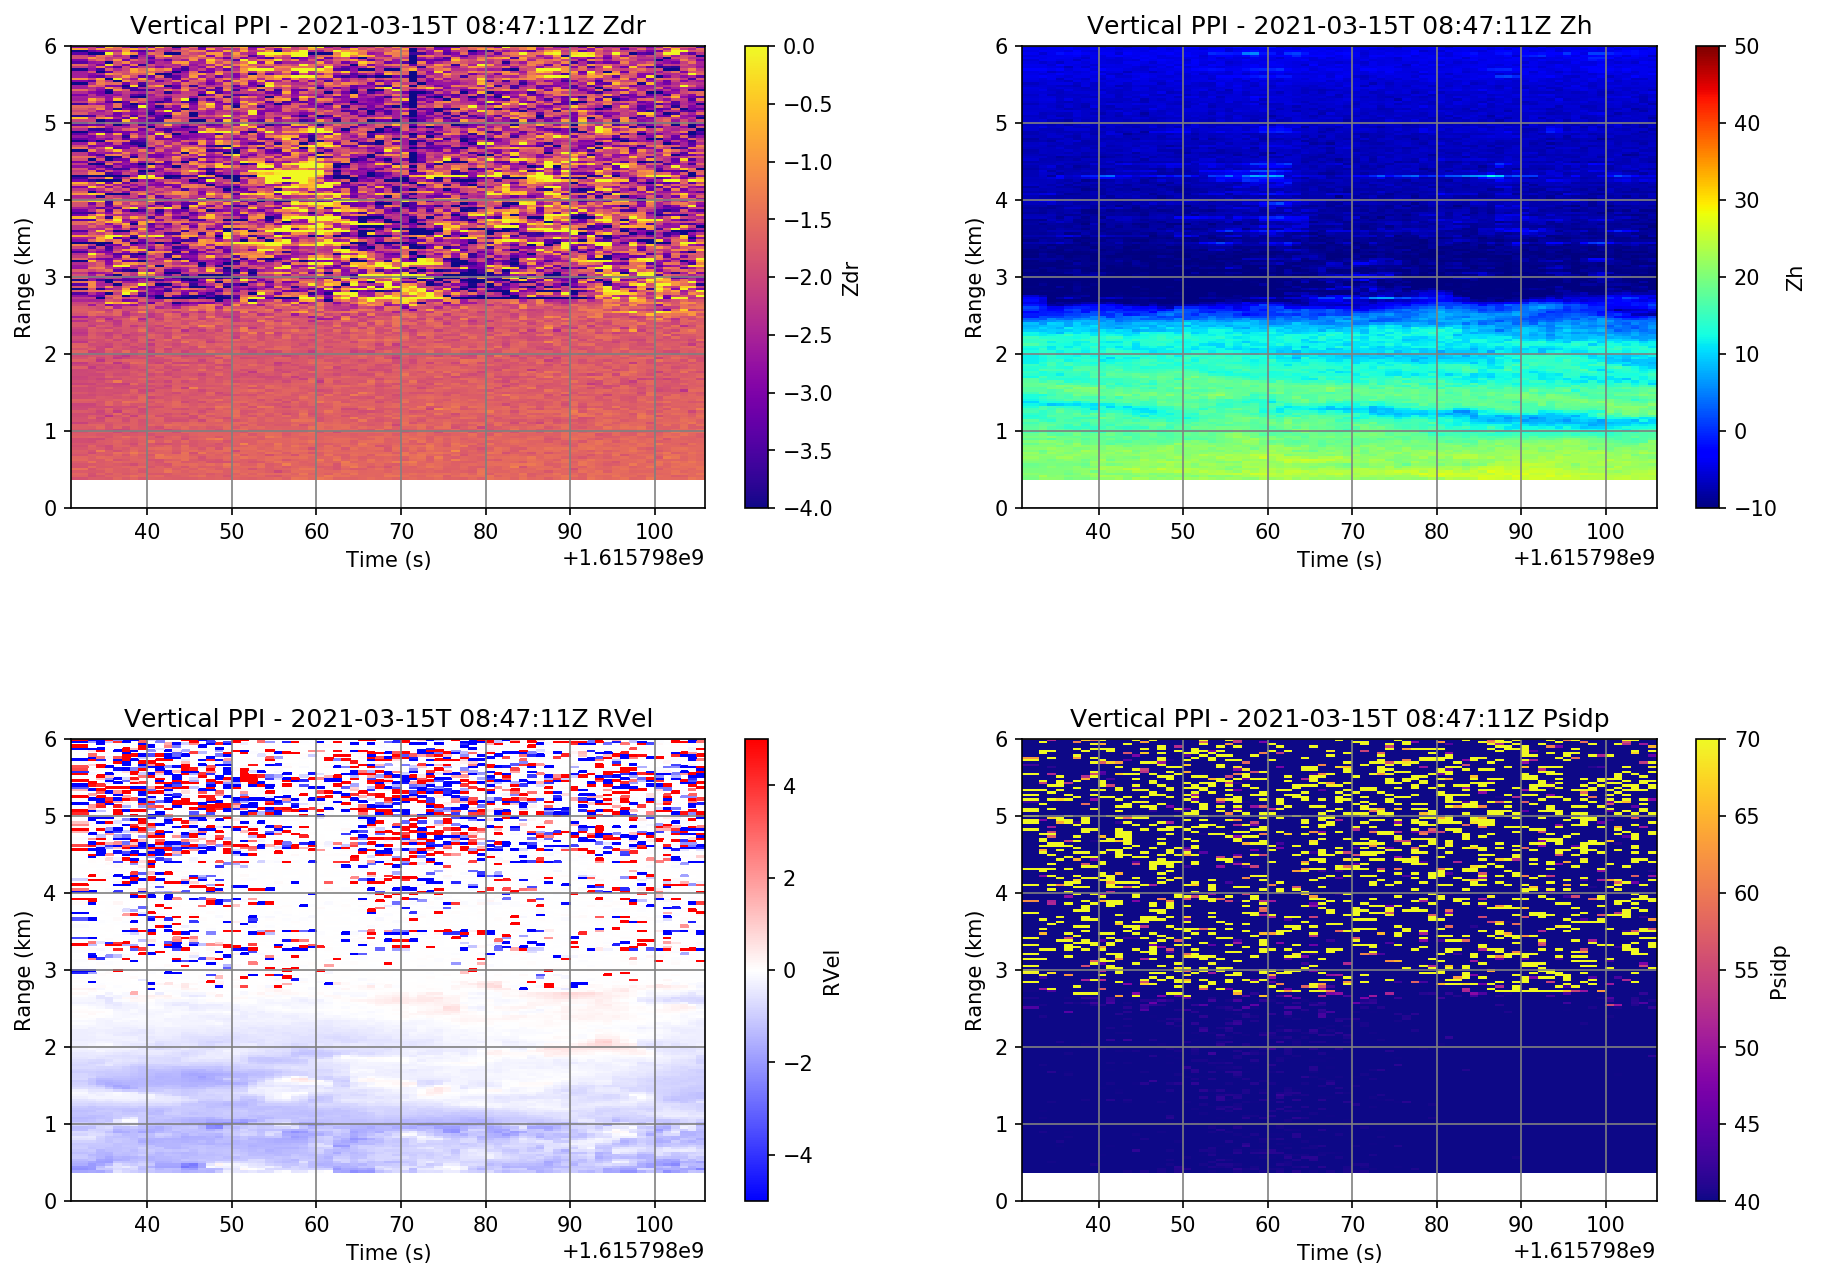 Vertical PPI - 2021-03-15T 08:47:11Z Zdr
6
5
4
3
2
1
0
Range (km)
40 50 60 70 80 90 100
Time (s)
+1.615798e9
0.0
−0.5
−1.0
−1.5
−2.0
−2.5
−3.0
−3.5
−4.0
Zdr
Vertical PPI - 2021-03-15T 08:47:11Z Zh
6
5
4
3
2
1
0
Range (km)
40 50 60 70 80 90 100
Time (s)
+1.615798e9
50
40
30
20
10
0
−10
Zh
Vertical PPI - 2021-03-15T 08:47:11Z RVel
6
5
4
3
2
1
0
Range (km)
40 50 60 70 80 90 100
Time (s)
+1.615798e9
4
2
0
−2
−4
RVel
Vertical PPI - 2021-03-15T 08:47:11Z Psidp
6
5
4
3
2
1
0
Range (km)
40 50 60 70 80 90 100
Time (s)
+1.615798e9
70
65
60
55
50
45
40
Psidp